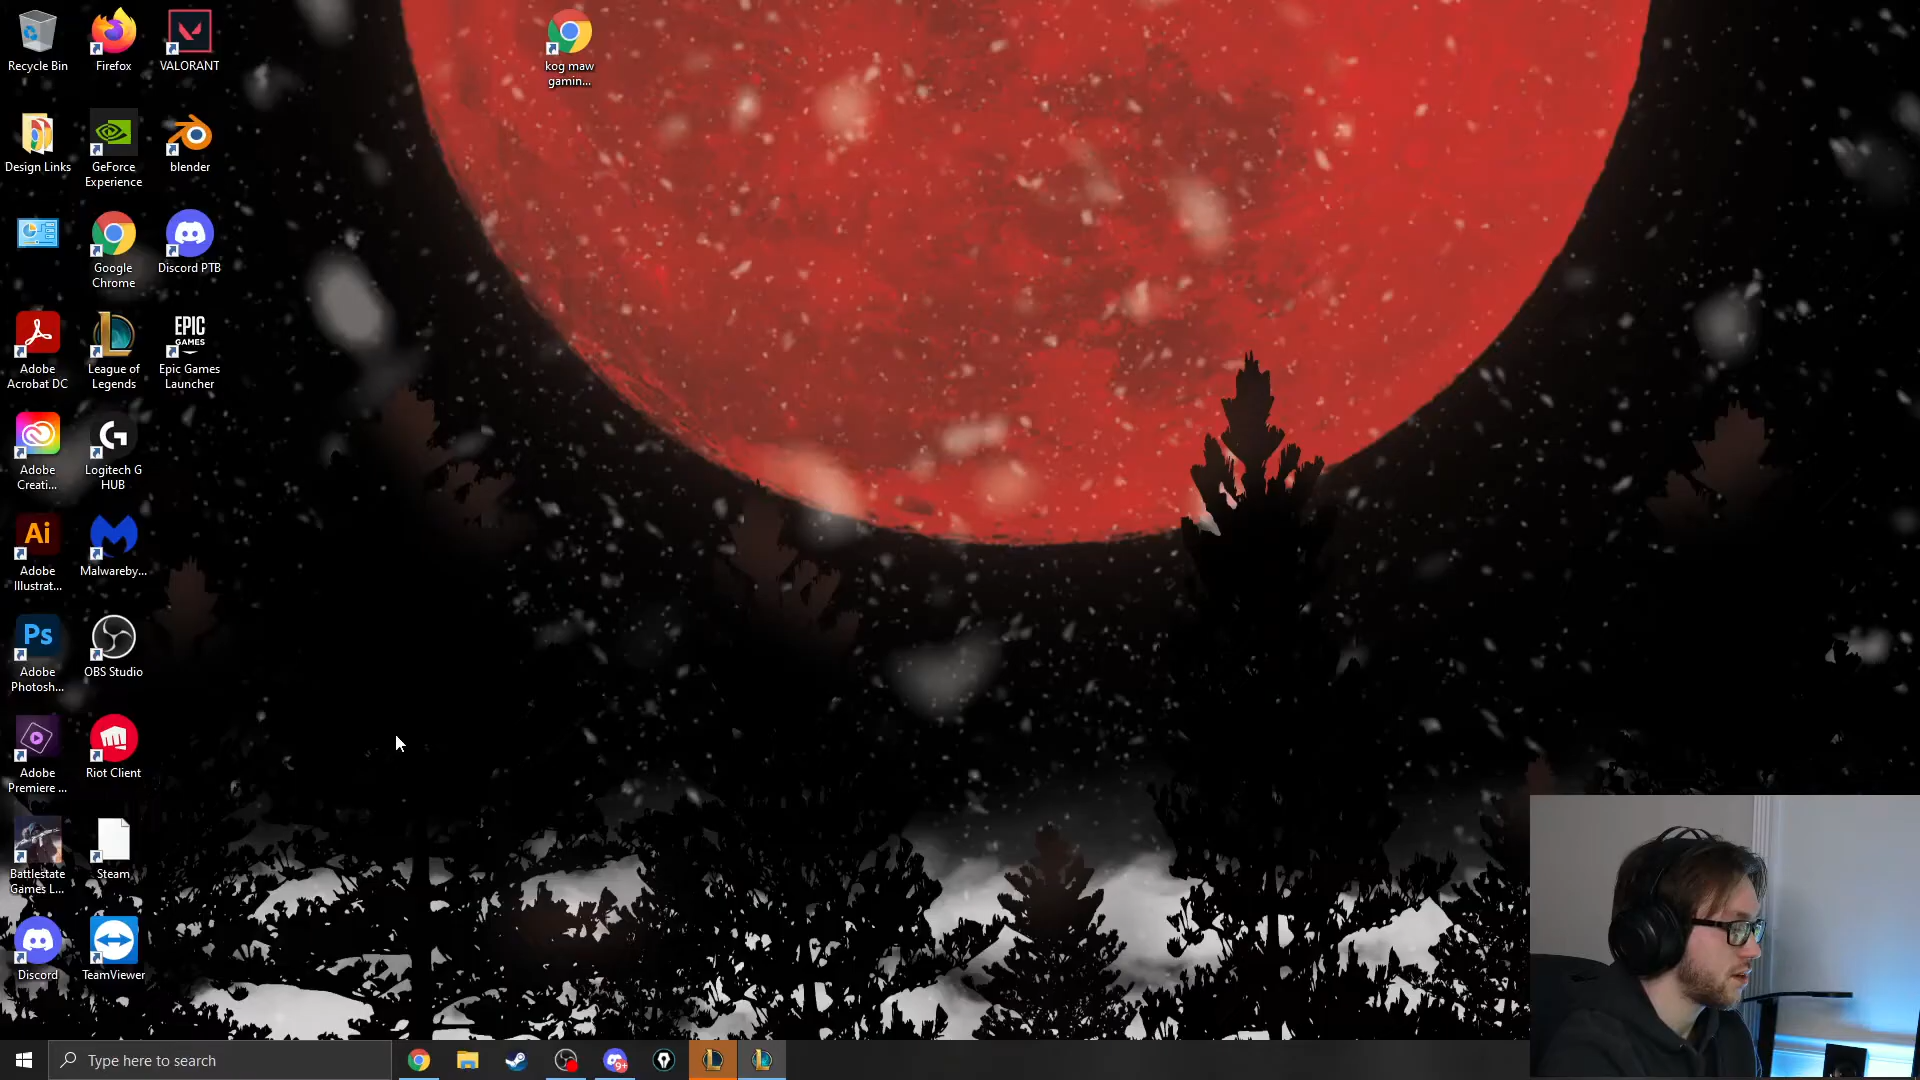 Recycle Bin
Firefox
VALORANT
kog maw
gamin...
Design Links
GeForce
Experience
blender
Google
Chrome
Discord PTB
Adobe
Acrobat DC
League of
Legends
EPIC
GAMES
Epic Games
Launcher
Adobe
Creati...
Logitech G
HUB
Ai
Adobe
Illustrat...
Malwareby...
Ps
Adobe
Photosh...
OBS Studio
Adobe
Premiere ...
Riot Client
Battlestate
Games L...
Steam
Discord
TeamViewer
Type here to search
9+